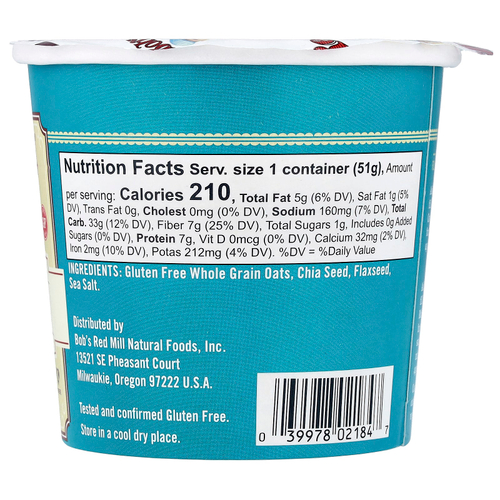 Nutrition Facts Serv. size 1 container (51g), Amount
per serving: Calories 210, Total Fat 5g (6% DV), Sat Fat 1g (5%
DV), Trans Fat 0g, Cholest 0mg (0% DV), Sodium 160mg (7% DV), Total
Carb. 33g (12% DV), Fiber 7g (25% DV), Total Sugars 1g, Includes 0g Added
Sugars (0% DV), Protein 7g, Vit D 0mcg (0% DV), Calcium 32mg (2% DV),
Iron 2mg (10% DV), Potas 212mg (4% DV). %DV = %Daily Value
INGREDIENTS: Gluten Free Whole Grain Oats, Chia Seed, Flaxseed,
Sea Salt.
Distributed by
Bob's Red Mill Natural Foods, Inc.
13521 SE Pheasant Court
Milwaukie, Oregon 97222 U.S.A.
Tested and confirmed Gluten Free.
Store in a cool dry place.
0 39978 02184 7